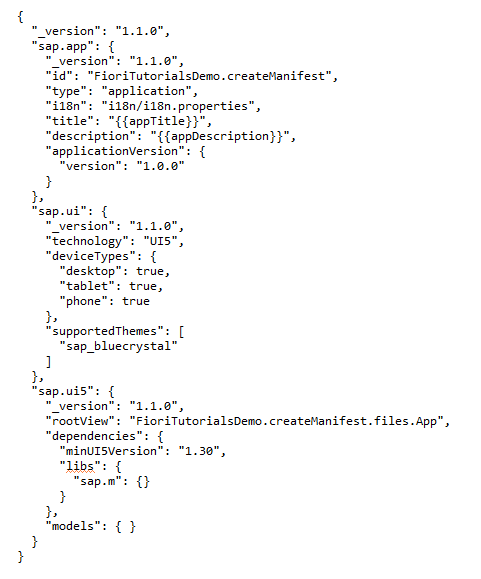 {
  "_version": "1.1.0",
  "sap.app": {
    "_version": "1.1.0",
    "id": "FioriTutorialsDemo.createManifest",
    "type": "application",
    "i18n": "i18n/i18n.properties",
    "title": "{{appTitle}}",
    "description": "{{appDescription}}",
    "applicationVersion": {
      "version": "1.0.0"
    }
  },
  "sap.ui": {
    "_version": "1.1.0",
    "technology": "UI5",
    "deviceTypes": {
      "desktop": true,
      "tablet": true,
      "phone": true
    },
    "supportedThemes": [
      "sap_bluecrystal"
    ]
  },
  "sap.ui5": {
    "_version": "1.1.0",
    "rootView": "FioriTutorialsDemo.createManifest.files.App",
    "dependencies": {
      "minUI5Version": "1.30",
      "libs": {
        "sap.m": {}
      }
    },
    "models": { }
  }
}